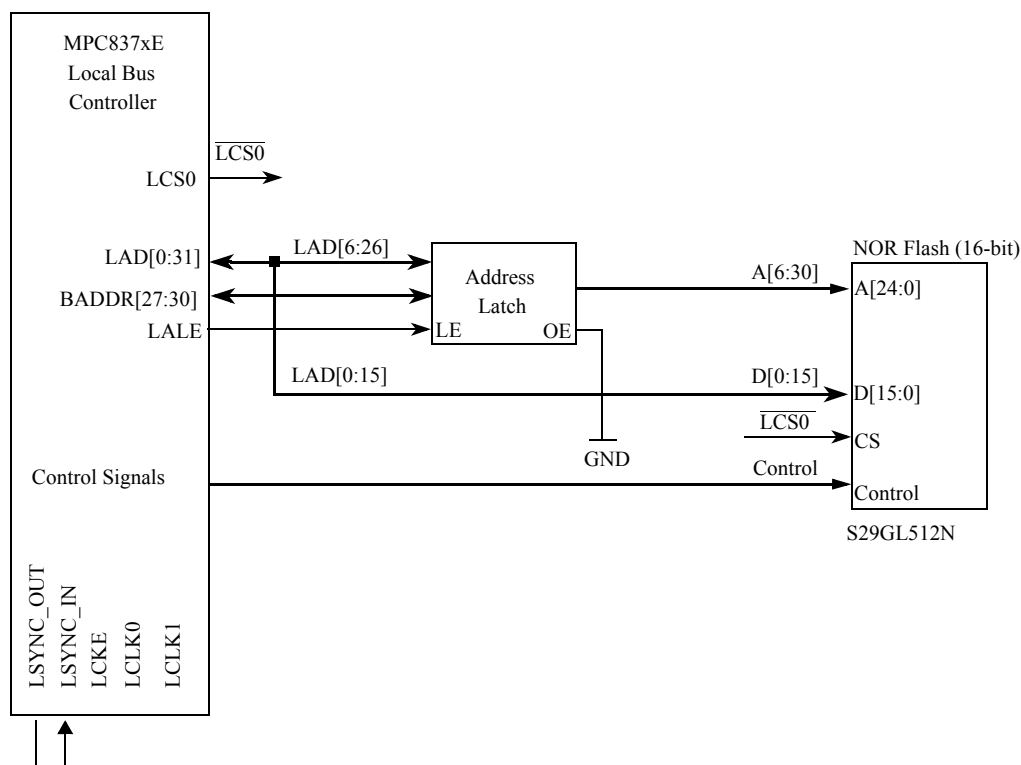 MPC837xE
Local Bus
Controller
LCS0
LCS0
LAD[0:31]
LAD[6:26]
BADDR[27:30]
LALE
Address
Latch
LE
OE
GND
A[6:30]
NOR Flash (16-bit)
A[24:0]
LAD[0:15]
D[0:15]
D[15:0]
LCS0
CS
Control Signals
Control
Control
S29GL512N
LSYNC_OUT
LSYNC_IN
LCKE
LCLK0
LCLK1